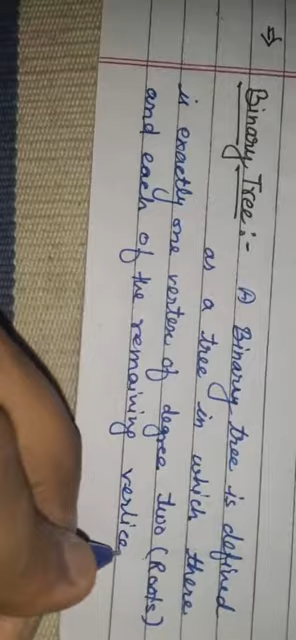 ⇒ Binary Tree :- A Binary tree is defined
as a tree in which there
is exactly one vertex of degree two (Roots)
and each of the remaining vertice